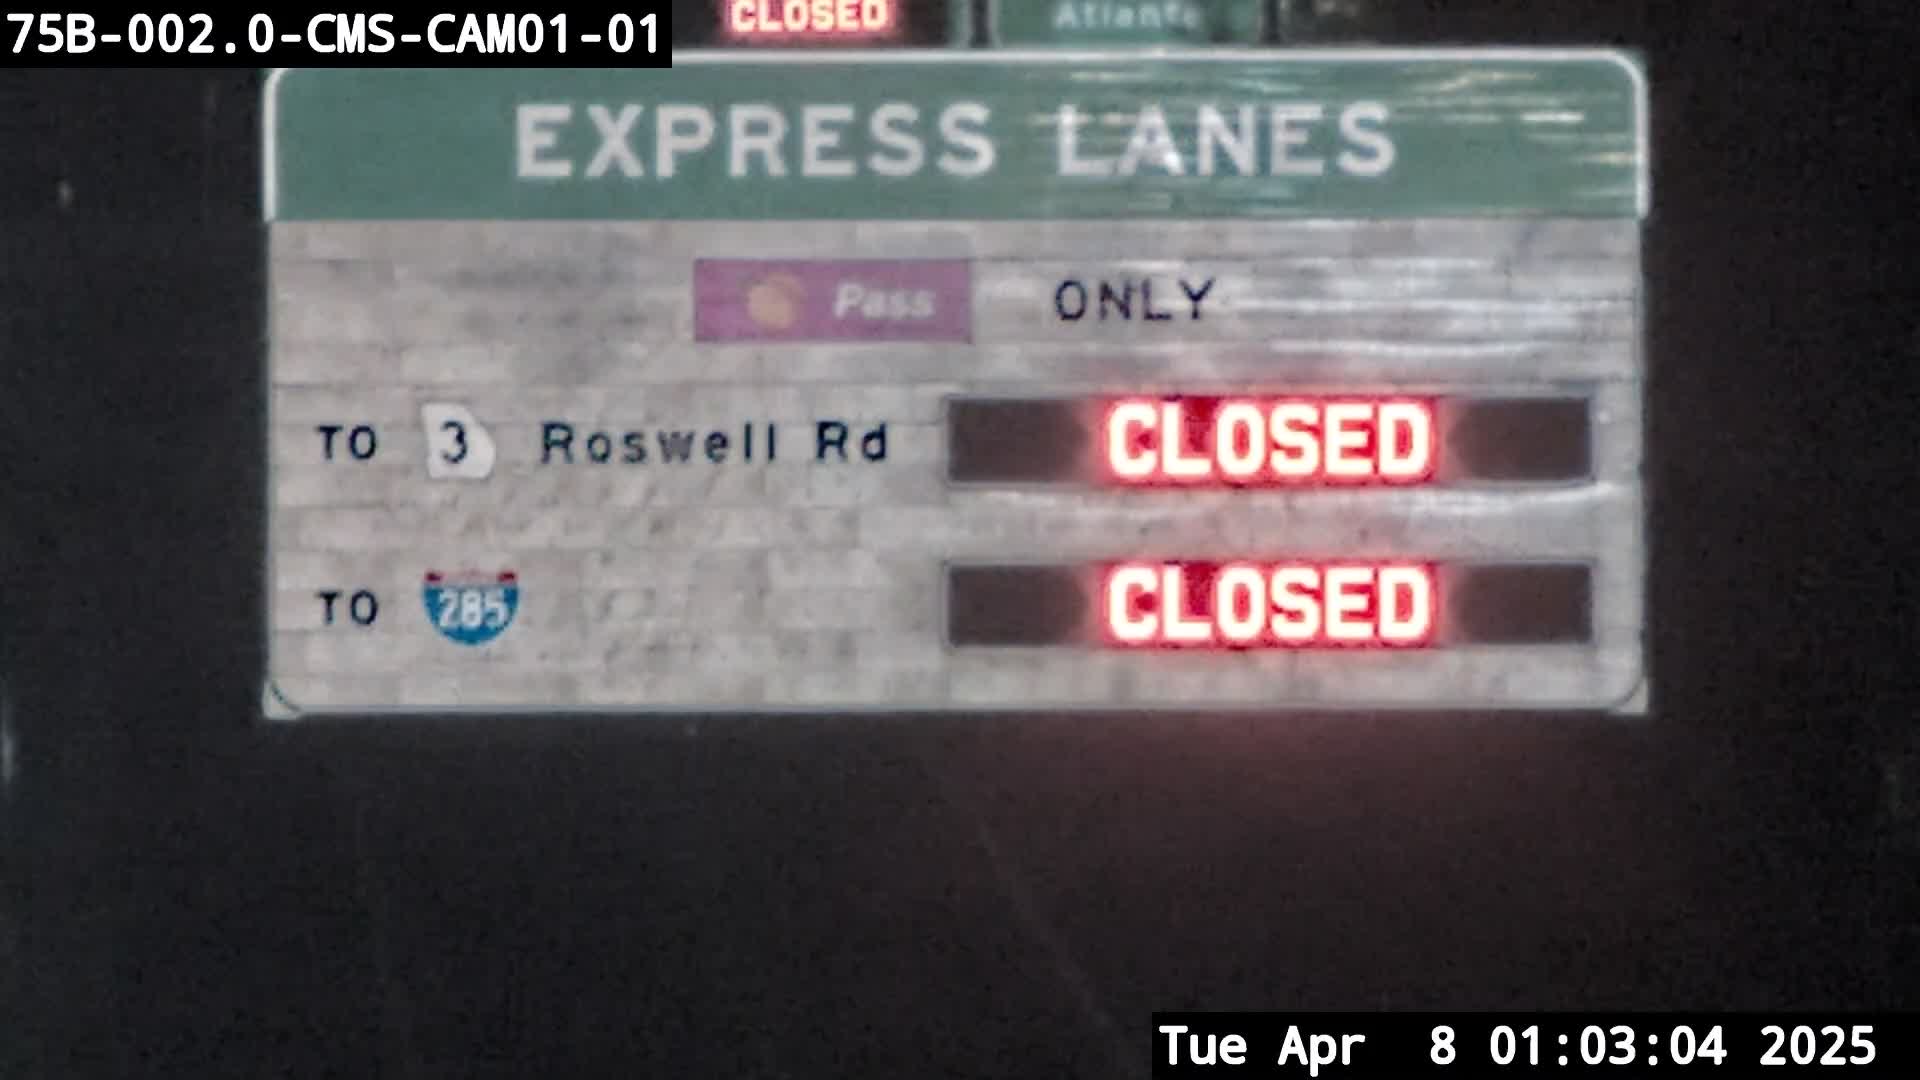 75B-002.0-CMS-CAM01-01
CLOSED
Atlanta
EXPRESS LANES
Pass ONLY
TO 3 Roswell Rd CLOSED
TO 285 CLOSED
Tue Apr 8 01:03:04 2025